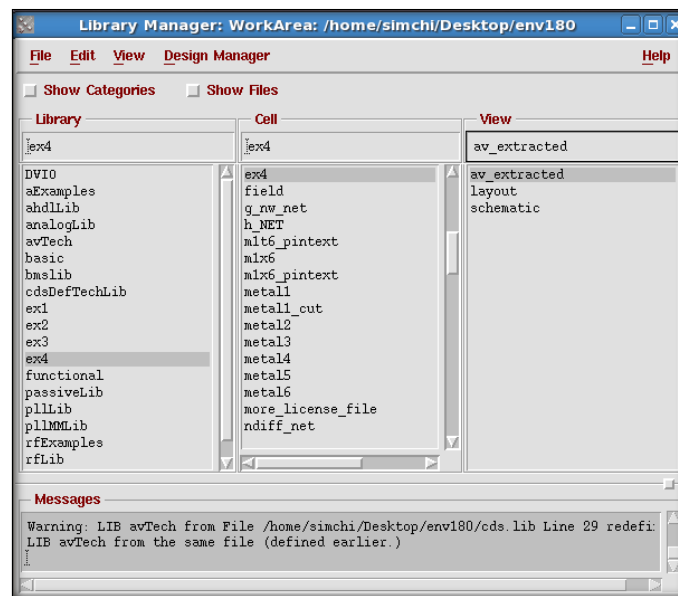 Library Manager: WorkArea: /home/simchi/Desktop/env180
File Edit View Design Manager Help
Show Categories Show Files
Library
ex4
DVIO
aExamples
ahdlLib
analogLib
avTech
basic
bmslib
cdsDefTechLib
ex1
ex2
ex3
ex4
functional
passiveLib
pllLib
pllMMLib
rfExamples
rfLib
Cell
ex4
ex4
field
g_nw_net
h_NET
m1t6_pintext
m1x6
m1x6_pintext
metal1
metal1_cut
metal2
metal3
metal4
metal5
metal6
more_license_file
ndiff_net
View
av_extracted
av_extracted
layout
schematic
Messages
Warning: LIB avTech from File /home/simchi/Desktop/env180/cds.lib Line 29 redefi
LIB avTech from the same file (defined earlier.)